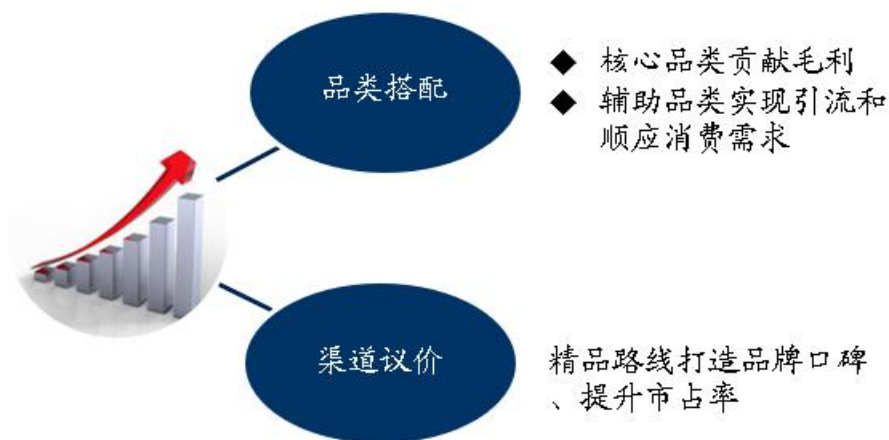 品类搭配
◆ 核心品类贡献毛利
◆ 辅助品类实现引流和
顺应消费需求
渠道议价
精品路线打造品牌口碑
、提升市占率